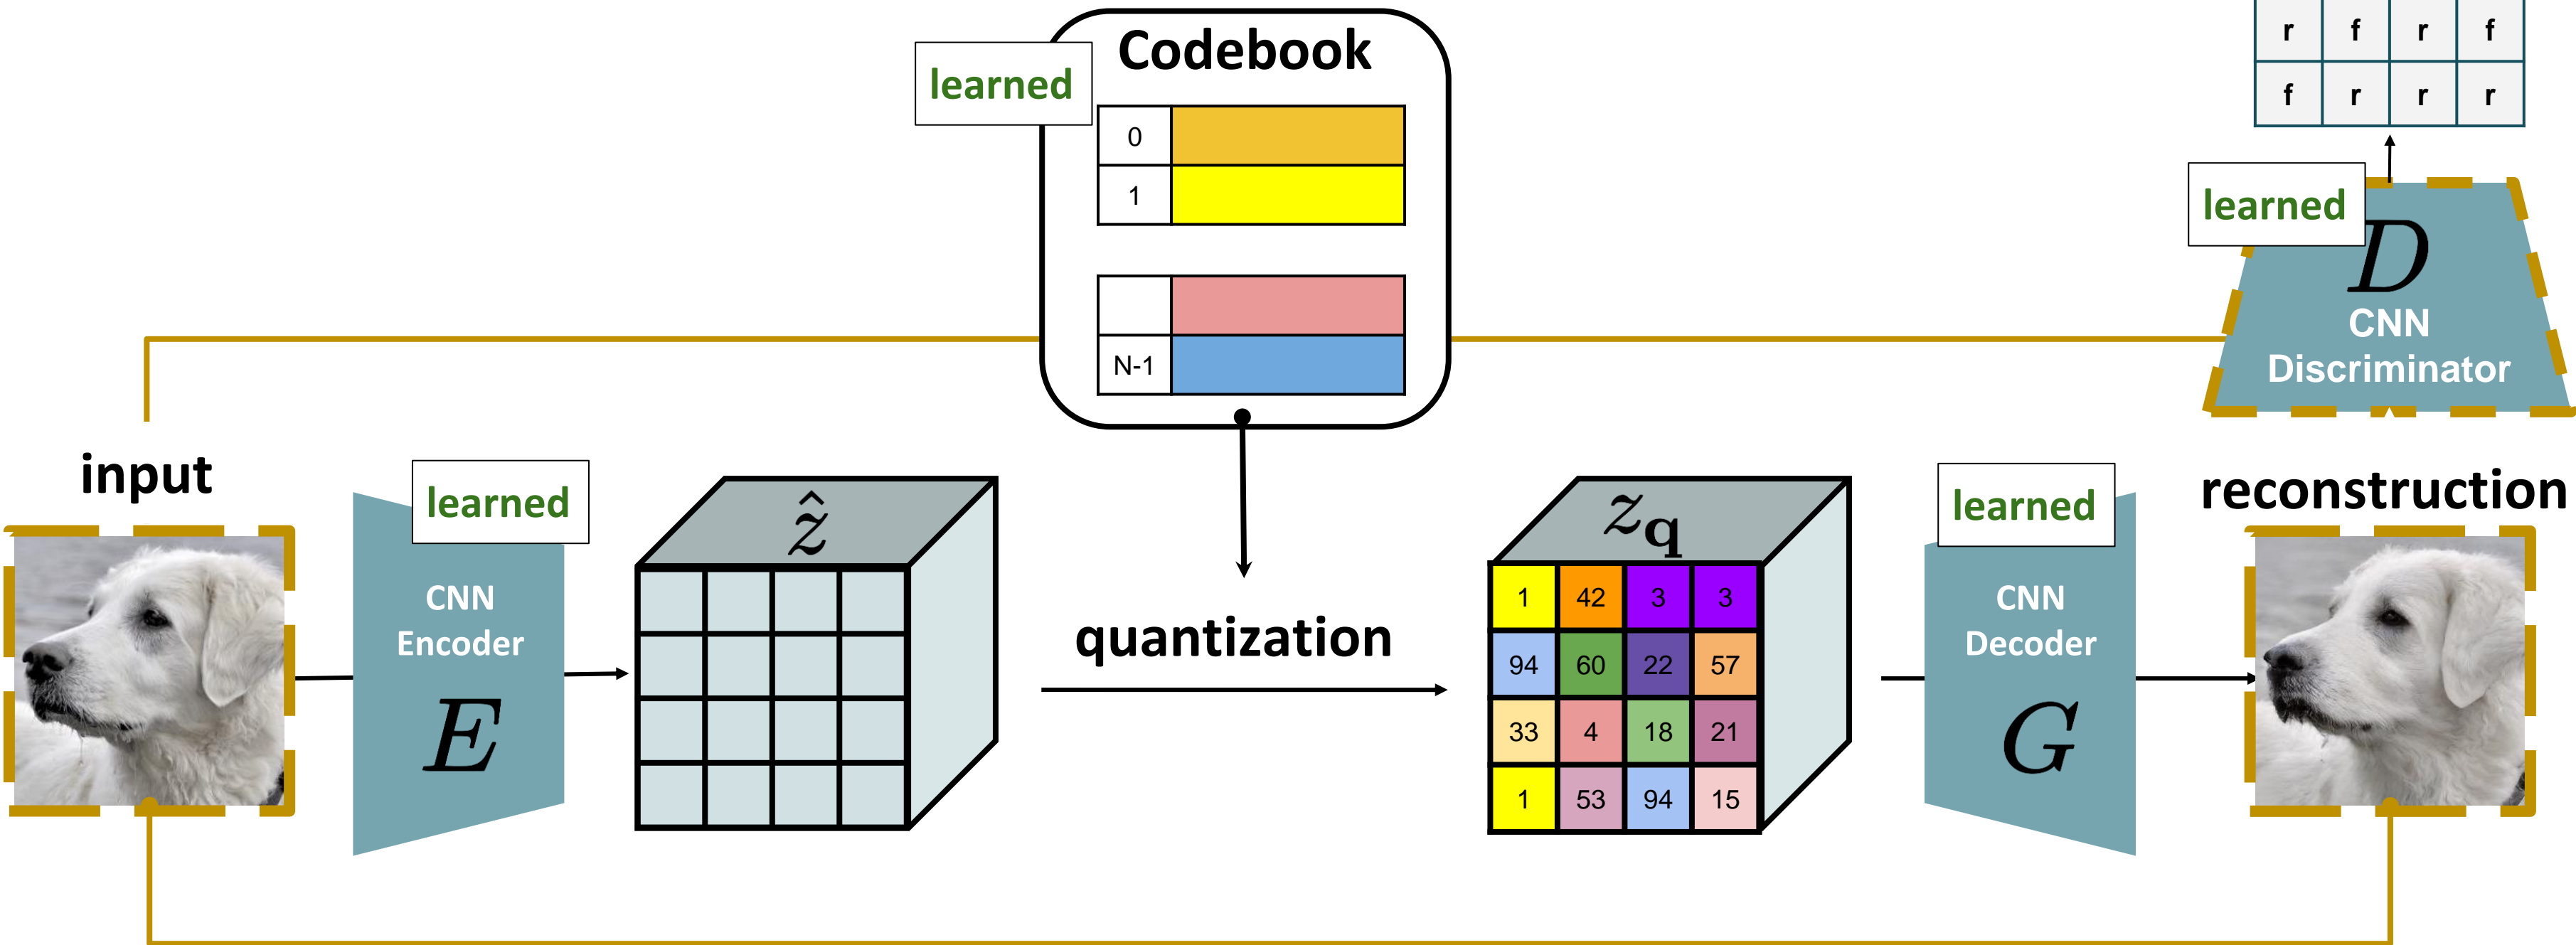 Codebook
learned
0
1
N-1
r f r f
f r r r
learned
D
CNN
Discriminator
input
learned
CNN
Encoder
E
ẑ
quantization
z_q
1 42 3 3
94 60 22 57
33 4 18 21
1 53 94 15
learned
CNN
Decoder
G
reconstruction